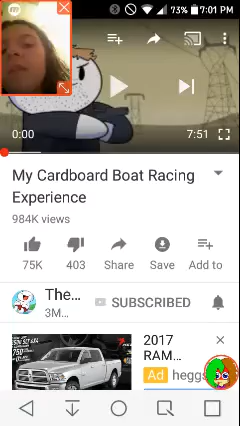 73% 7:01 PM
0:00
7:51
My Cardboard Boat Racing
Experience
984K views
75K
403
Share
Save
Add to
The...
3M...
SUBSCRIBED
2017
RAM...
Ad hegg